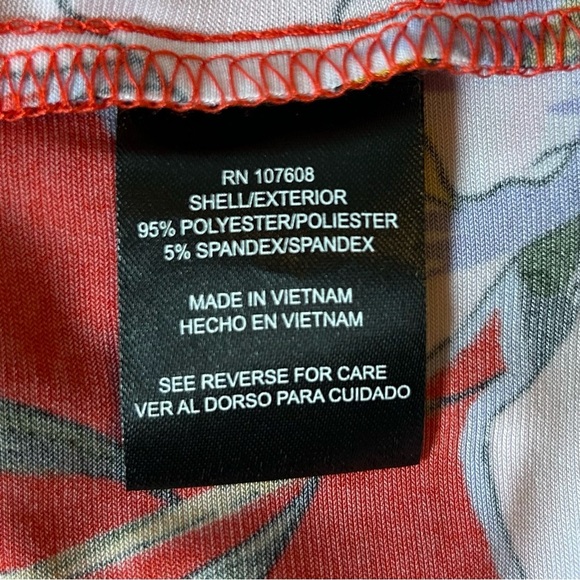 RN 107608
SHELL/EXTERIOR
95% POLYESTER/POLIESTER
5% SPANDEX/SPANDEX
MADE IN VIETNAM
HECHO EN VIETNAM
SEE REVERSE FOR CARE
VER AL DORSO PARA CUIDADO